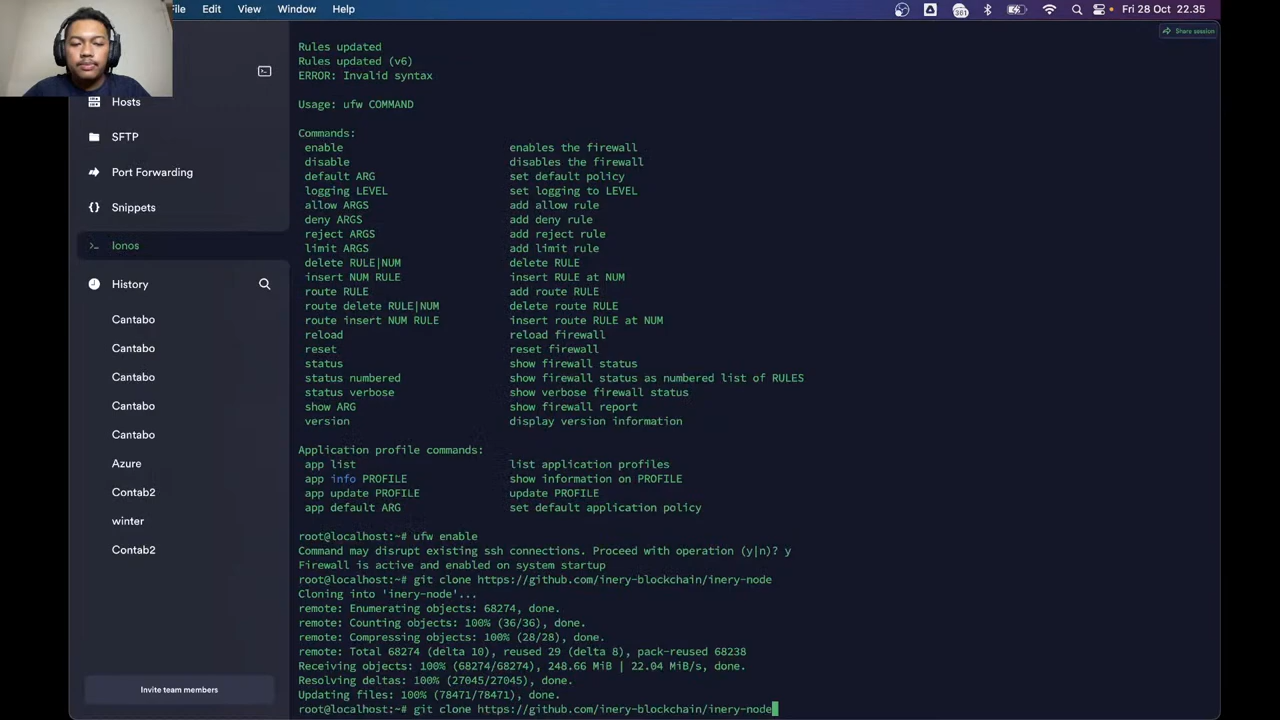 File Edit View Window Help
361
Fri 28 Oct 22.35
Share session
Hosts
SFTP
Port Forwarding
Snippets
Ionos
History
Cantabo
Cantabo
Cantabo
Cantabo
Cantabo
Azure
Contab2
winter
Contab2
Invite team members
Rules updated
Rules updated (v6)
ERROR: Invalid syntax
Usage: ufw COMMAND
Commands:
enable enables the firewall
disable disables the firewall
default ARG set default policy
logging LEVEL set logging to LEVEL
allow ARGS add allow rule
deny ARGS add deny rule
reject ARGS add reject rule
limit ARGS add limit rule
delete RULE|NUM delete RULE
insert NUM RULE insert RULE at NUM
route RULE add route RULE
route delete RULE|NUM delete route RULE
route insert NUM RULE insert route RULE at NUM
reload reload firewall
reset reset firewall
status show firewall status
status numbered show firewall status as numbered list of RULES
status verbose show verbose firewall status
show ARG show firewall report
version display version information
Application profile commands:
app list list application profiles
app info PROFILE show information on PROFILE
app update PROFILE update PROFILE
app default ARG set default application policy
root@localhost:~# ufw enable
Command may disrupt existing ssh connections. Proceed with operation (y|n)? y
Firewall is active and enabled on system startup
root@localhost:~# git clone https://github.com/inery-blockchain/inery-node
Cloning into 'inery-node'...
remote: Enumerating objects: 68274, done.
remote: Counting objects: 100% (36/36), done.
remote: Compressing objects: 100% (28/28), done.
remote: Total 68274 (delta 10), reused 29 (delta 8), pack-reused 68238
Receiving objects: 100% (68274/68274), 248.66 MiB | 22.04 MiB/s, done.
Resolving deltas: 100% (27045/27045), done.
Updating files: 100% (78471/78471), done.
root@localhost:~# git clone https://github.com/inery-blockchain/inery-node